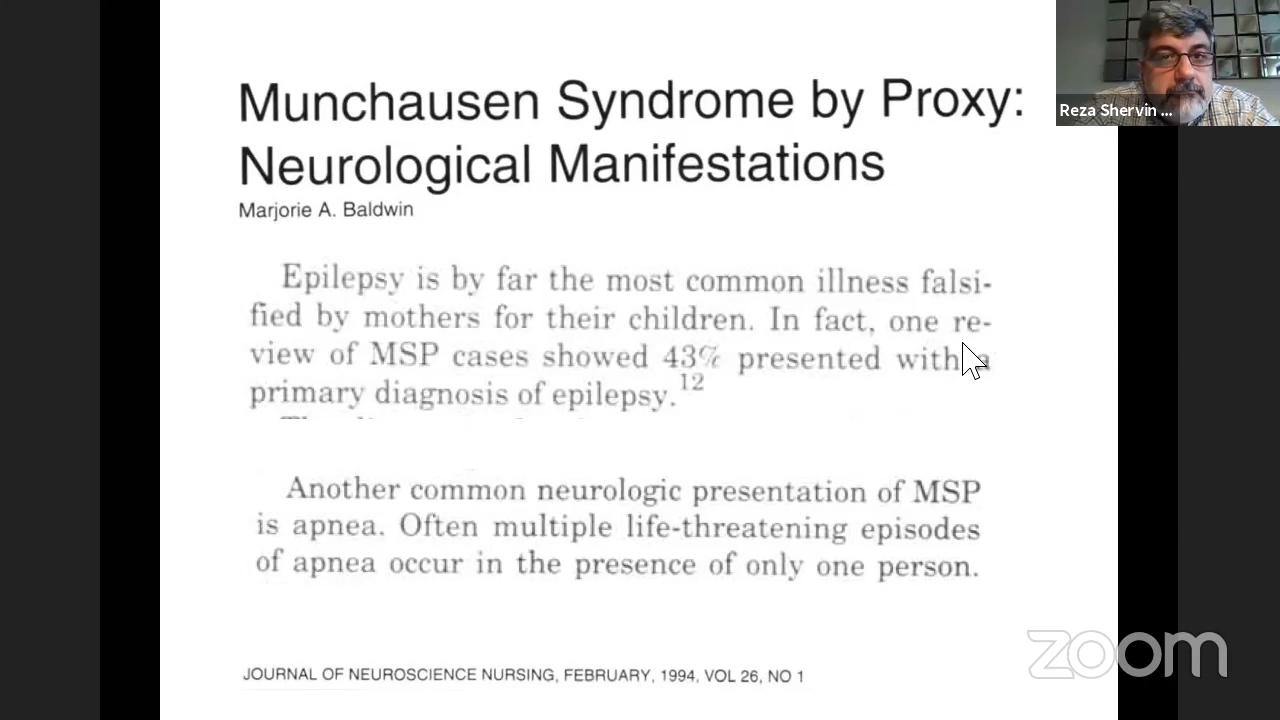 Munchausen Syndrome by Proxy:
Neurological Manifestations
Marjorie A. Baldwin
Epilepsy is by far the most common illness falsi-
fied by mothers for their children. In fact, one re-
view of MSP cases showed 43% presented with a
primary diagnosis of epilepsy.12
Another common neurologic presentation of MSP
is apnea. Often multiple life-threatening episodes
of apnea occur in the presence of only one person.
JOURNAL OF NEUROSCIENCE NURSING, FEBRUARY, 1994, VOL 26, NO 1
Reza Shervin ...
zoom